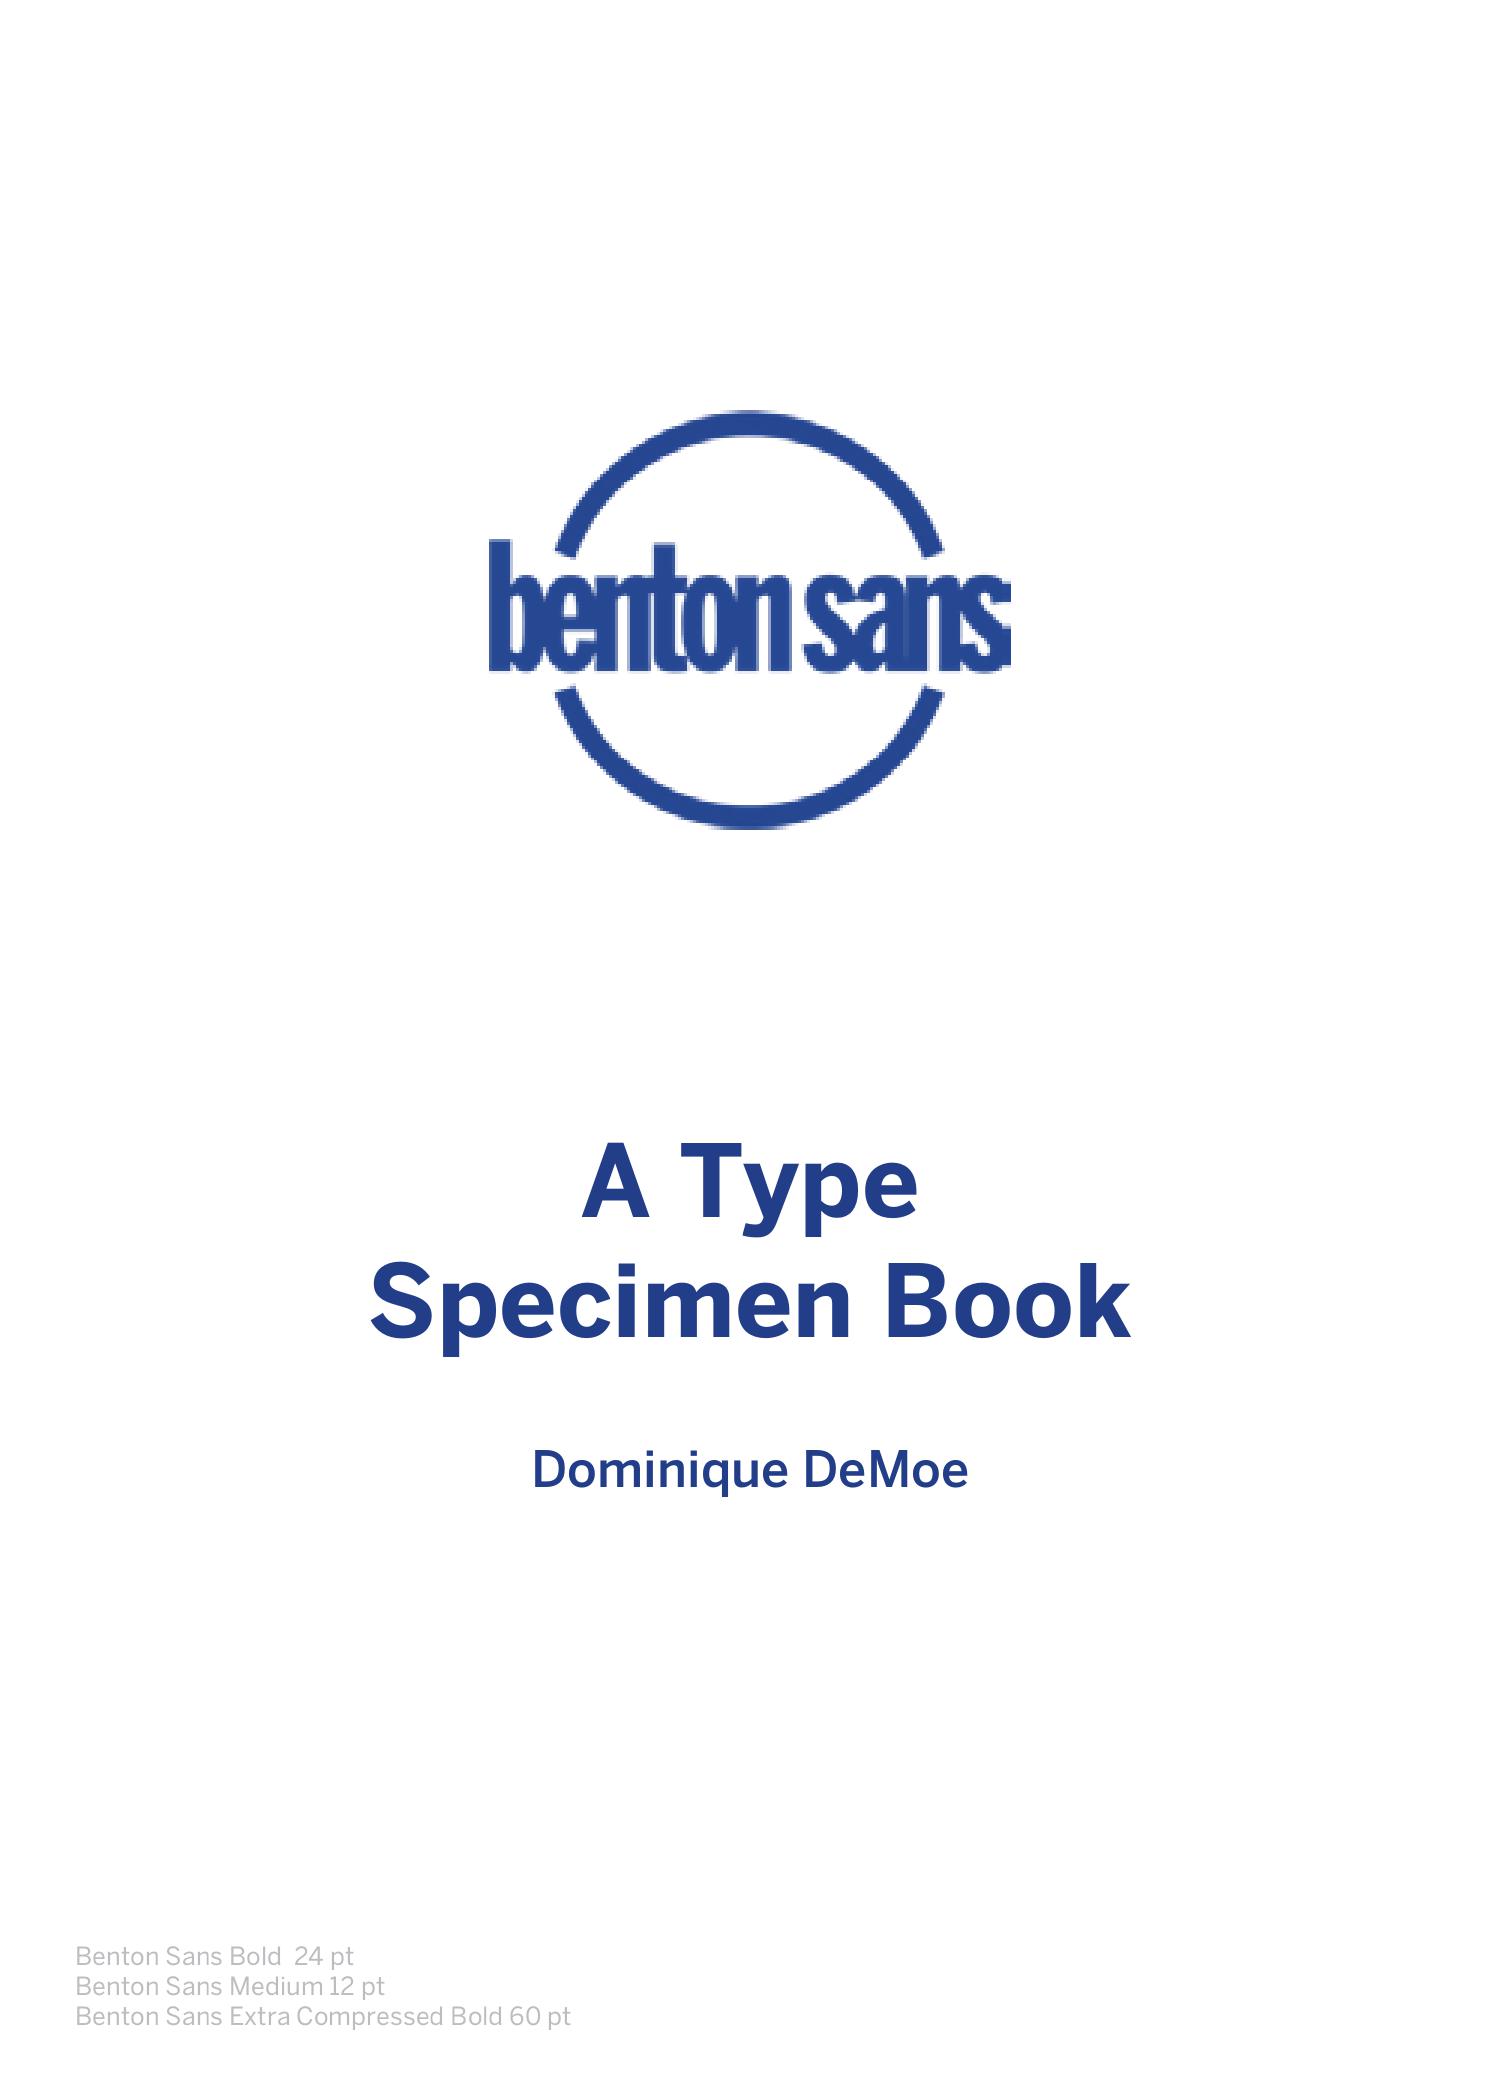 benton sans
A Type
Specimen Book
Dominique DeMoe
Benton Sans Bold  24 pt
Benton Sans Medium 12 pt
Benton Sans Extra Compressed Bold 60 pt